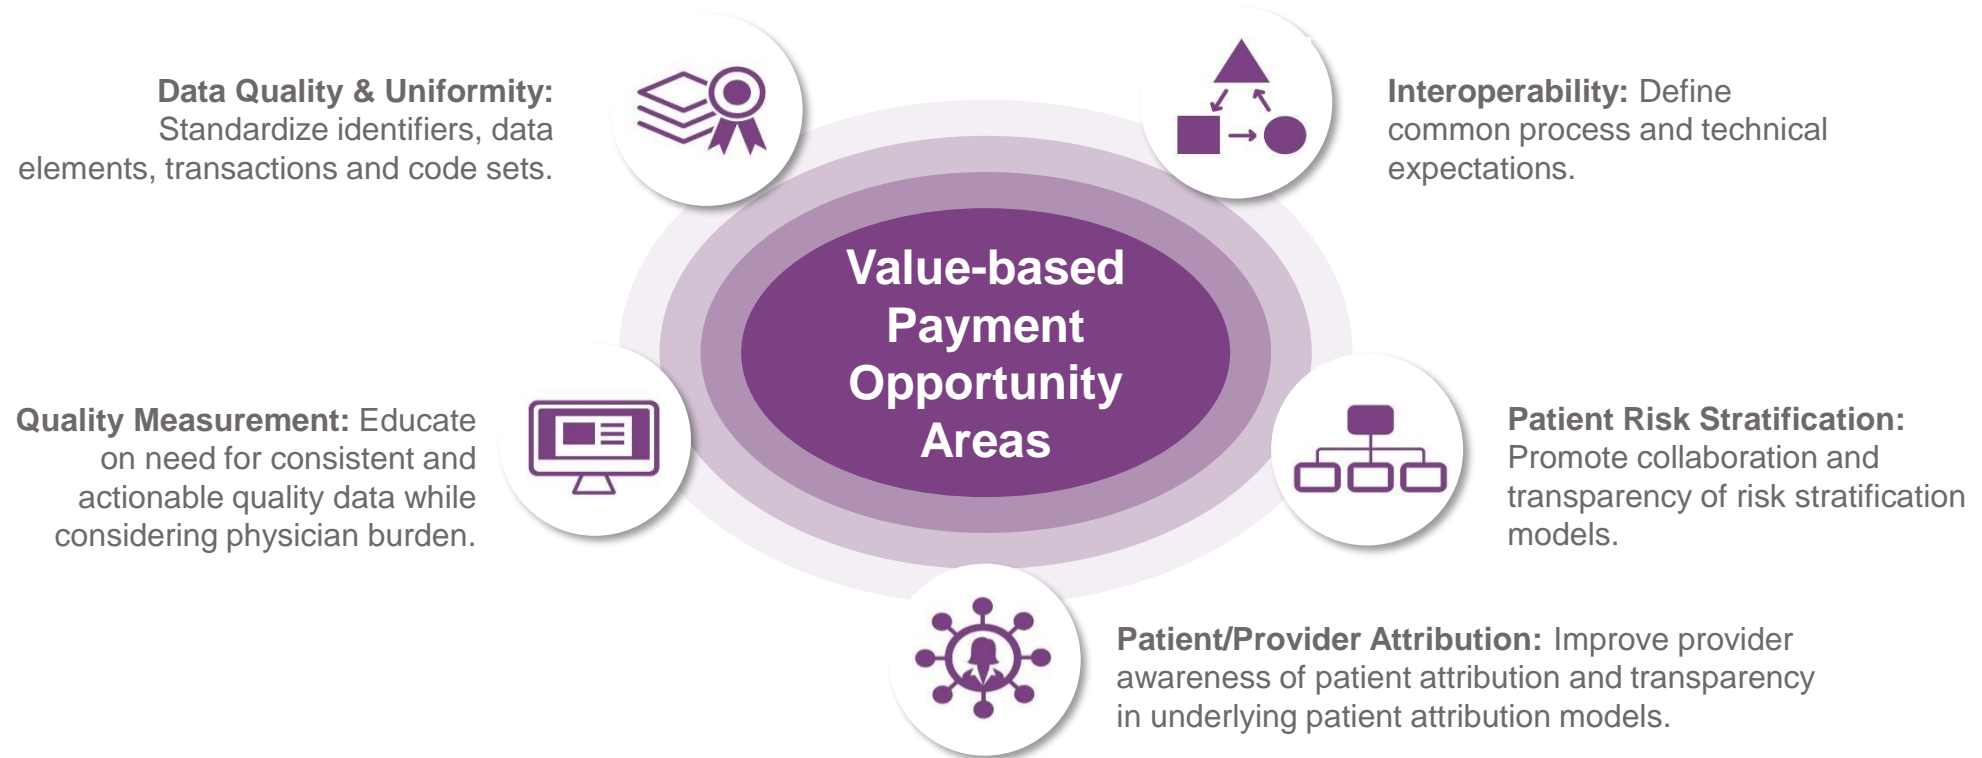 Data Quality & Uniformity:
Standardize identifiers, data
elements, transactions and code sets.
Interoperability: Define
common process and technical
expectations.
Value-based
Payment
Opportunity
Areas
Quality Measurement: Educate
on need for consistent and
actionable quality data while
considering physician burden.
Patient Risk Stratification:
Promote collaboration and
transparency of risk stratification
models.
Patient/Provider Attribution: Improve provider
awareness of patient attribution and transparency
in underlying patient attribution models.